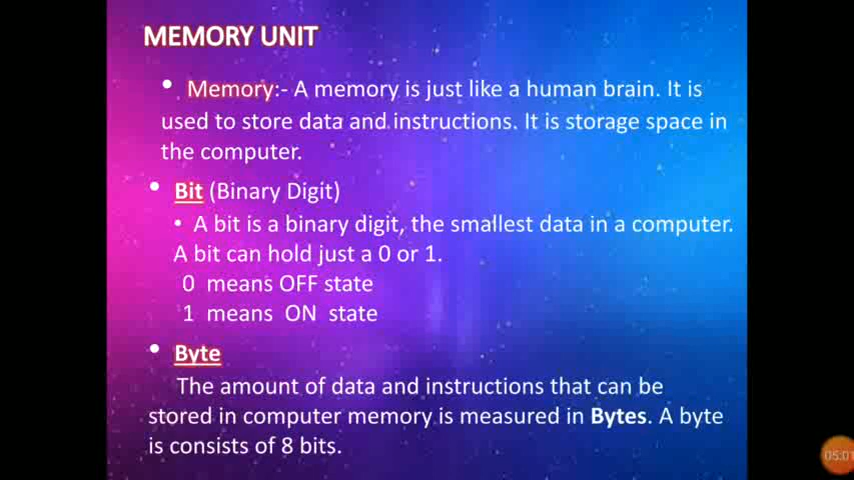 MEMORY UNIT
• Memory:- A memory is just like a human brain. It is
used to store data and instructions. It is storage space in
the computer.
• Bit (Binary Digit)
• A bit is a binary digit, the smallest data in a computer.
A bit can hold just a 0 or 1.
0 means OFF state
1 means ON state
• Byte
The amount of data and instructions that can be
stored in computer memory is measured in Bytes. A byte
is consists of 8 bits.
05:01